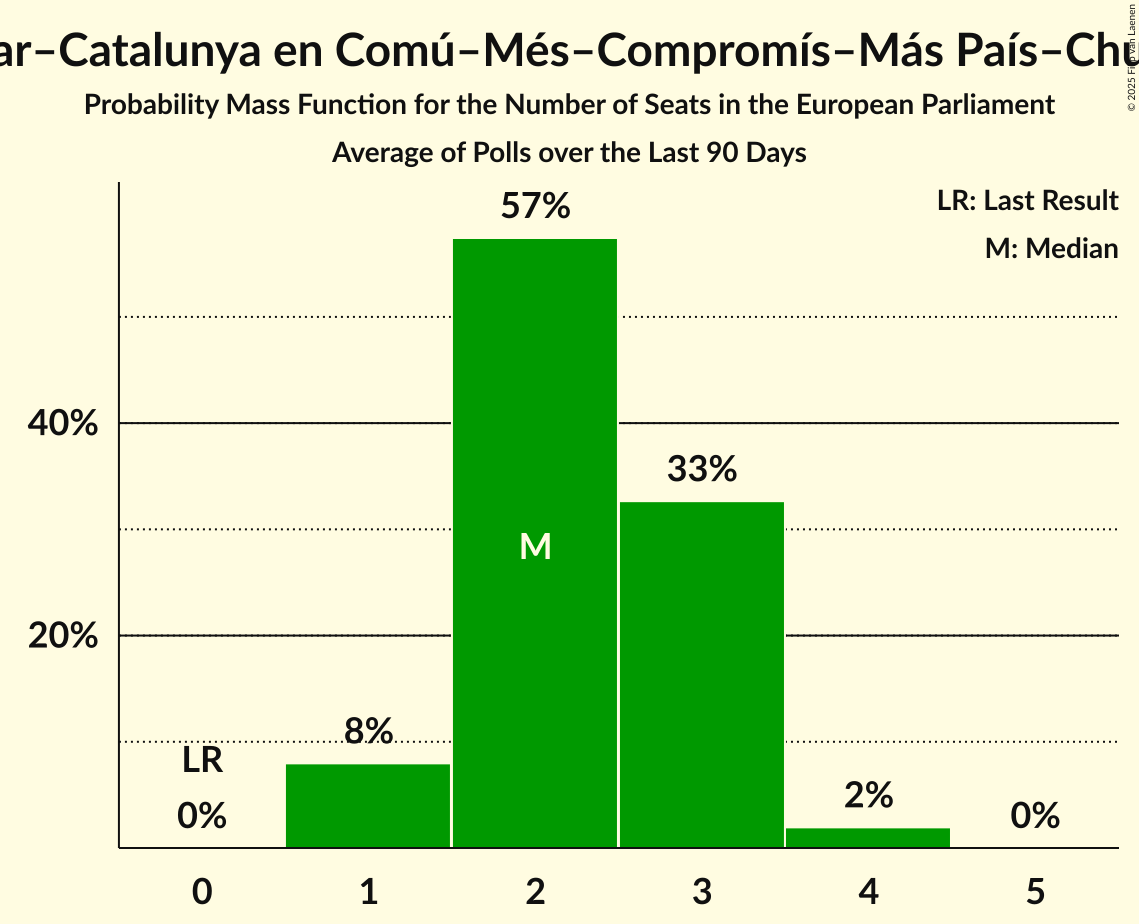 ar–Catalunya en Comú–Més–Compromís–Más País–Chu
© 2025 Filip van Laenen
Probability Mass Function for the Number of Seats in the European Parliament
Average of Polls over the Last 90 Days
LR: Last Result
M: Median
57%
40%
33%
M
20%
8%
LR
2%
0%
0%
0 1 2 3 4 5